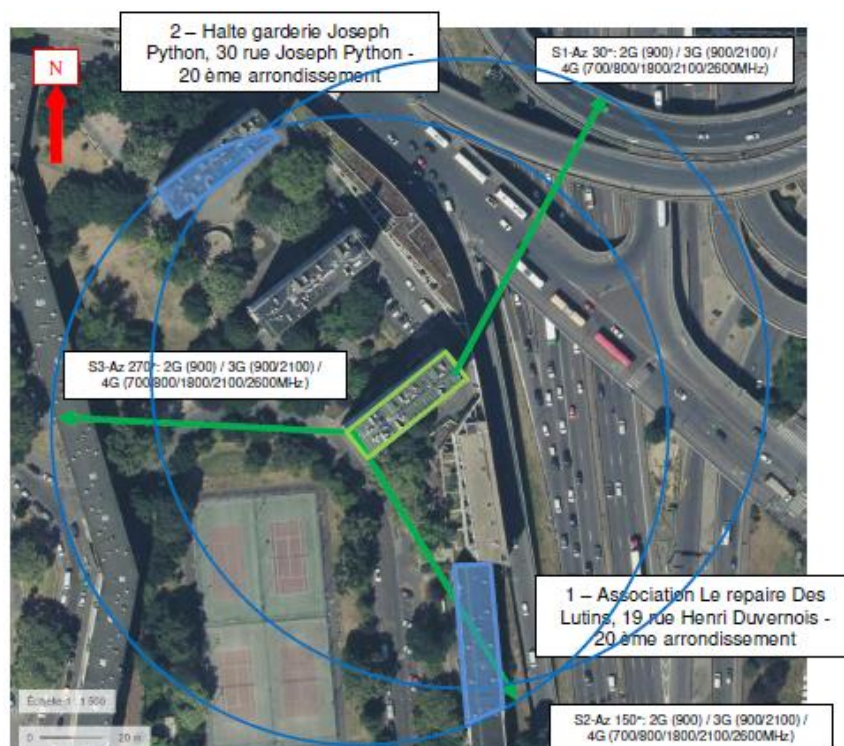 2 – Halte garderie Joseph
Python, 30 rue Joseph Python -
20 ème arrondissement
S1-Az 30°: 2G (900) / 3G (900/2100) /
4G (700/800/1800/2100/2600MHz)
N
S3-Az 270°: 2G (900) / 3G (900/2100) /
4G (700/800/1800/2100/2600MHz)
1 – Association Le repaire Des
Lutins, 19 rue Henri Duvernois -
20 ème arrondissement
Échelle 1 : 1 500
0 20 m
S2-Az 150°: 2G (900) / 3G (900/2100) /
4G (700/800/1800/2100/2600MHz)